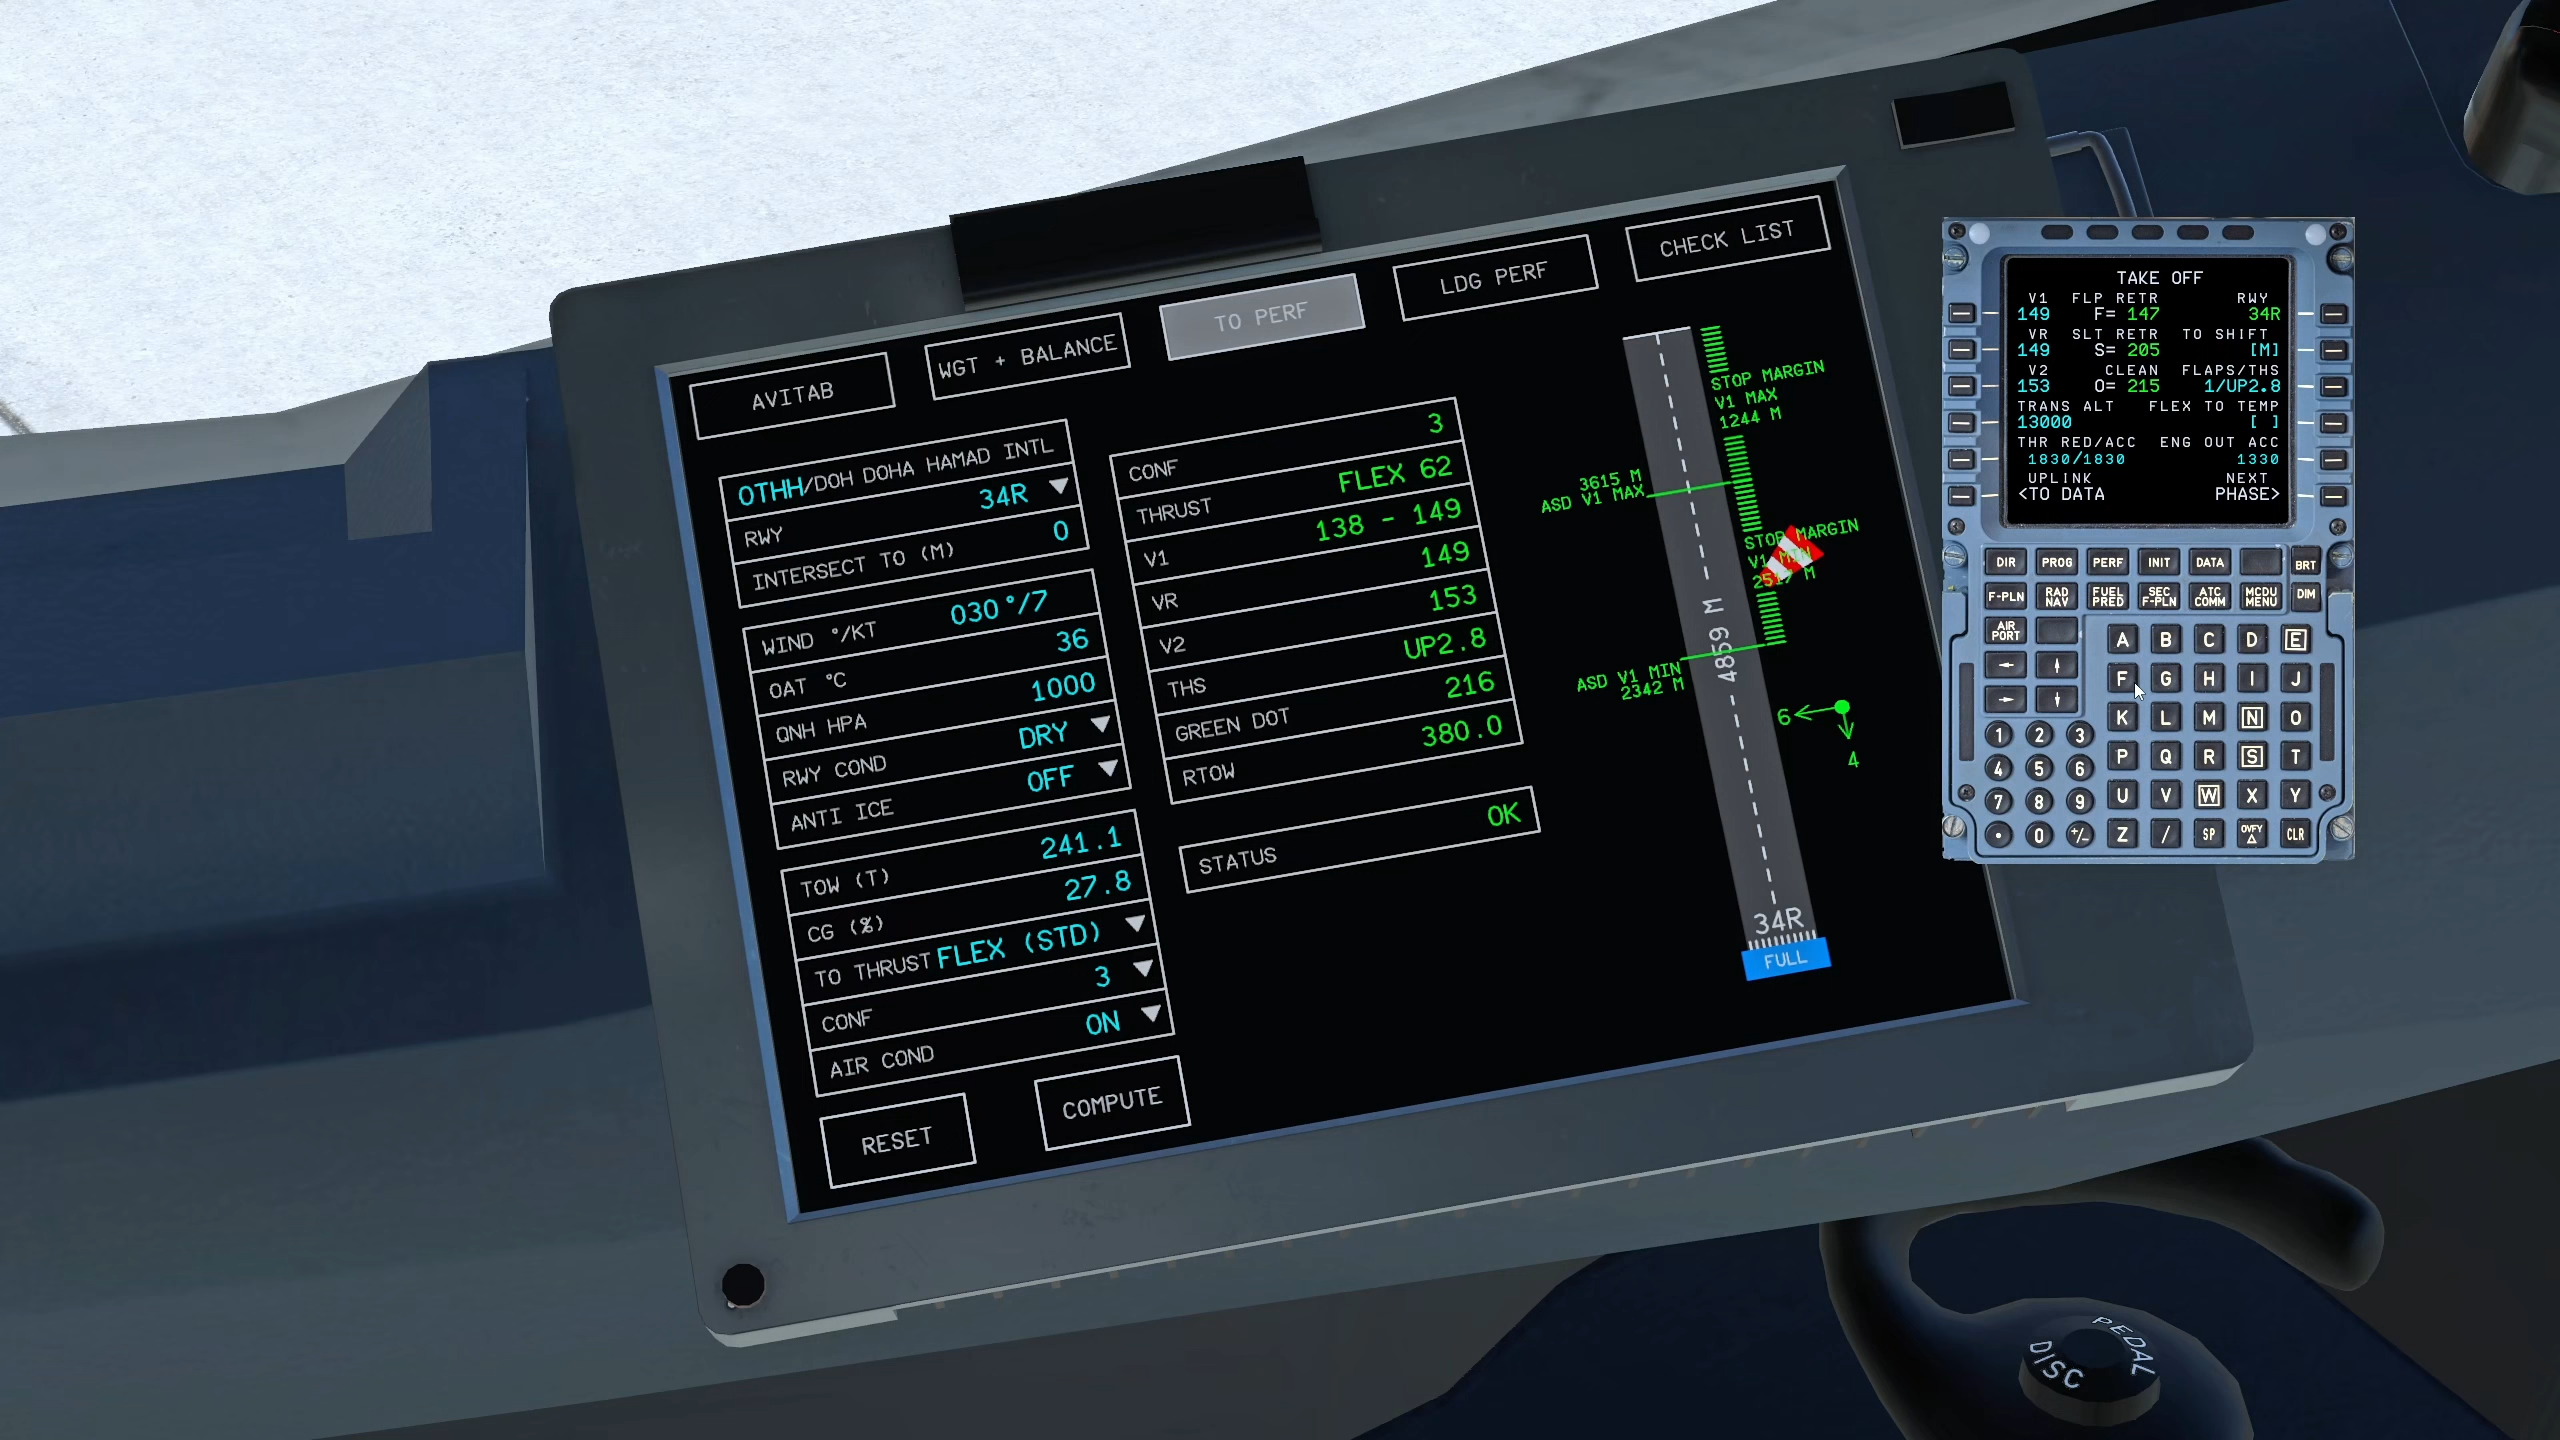 AVITAB
WGT + BALANCE
TO PERF
LDG PERF
CHECK LIST
OTHH/DOH DOHA HAMAD INTL
RWY 34R
INTERSECT TO (M) 0
WIND °/KT 030°/7
OAT °C 36
QNH HPA 1000
RWY COND DRY
ANTI ICE OFF
TOW (T) 241.1
CG (%) 27.8
TO THRUST FLEX (STD)
CONF 3
AIR COND ON
RESET
COMPUTE
CONF 3
THRUST FLEX 62
V1 138 - 149
VR 149
V2 153
THS UP2.8
GREEN DOT 216
RTOW 380.0
STATUS OK
STOP MARGIN
V1 MAX
1244 M
3615 M
ASD V1 MAX
STOP MARGIN
V1 MIN
2517 M
4859 M
ASD V1 MIN
2342 M
6
4
34R
FULL
TAKE OFF
V1 FLP RETR RWY
149 F= 147 34R
VR SLT RETR TO SHIFT
149 S= 205 [M]
V2 CLEAN FLAPS/THS
153 O= 215 1/UP2.8
TRANS ALT FLEX TO TEMP
13000 [ ]
THR RED/ACC ENG OUT ACC
1830/1830 1330
UPLINK NEXT
<TO DATA PHASE>
DIR PROG PERF INIT DATA BRT
F-PLN RAD NAV FUEL PRED SEC F-PLN ATC COMM MCDU MENU DIM
AIR PORT
A B C D E
F G H I J
K L M N O
1 2 3
P Q R S T
4 5 6
U V W X Y
7 8 9
Z / SP OVFY Δ CLR
. 0 +/-
PEDAL
DISC